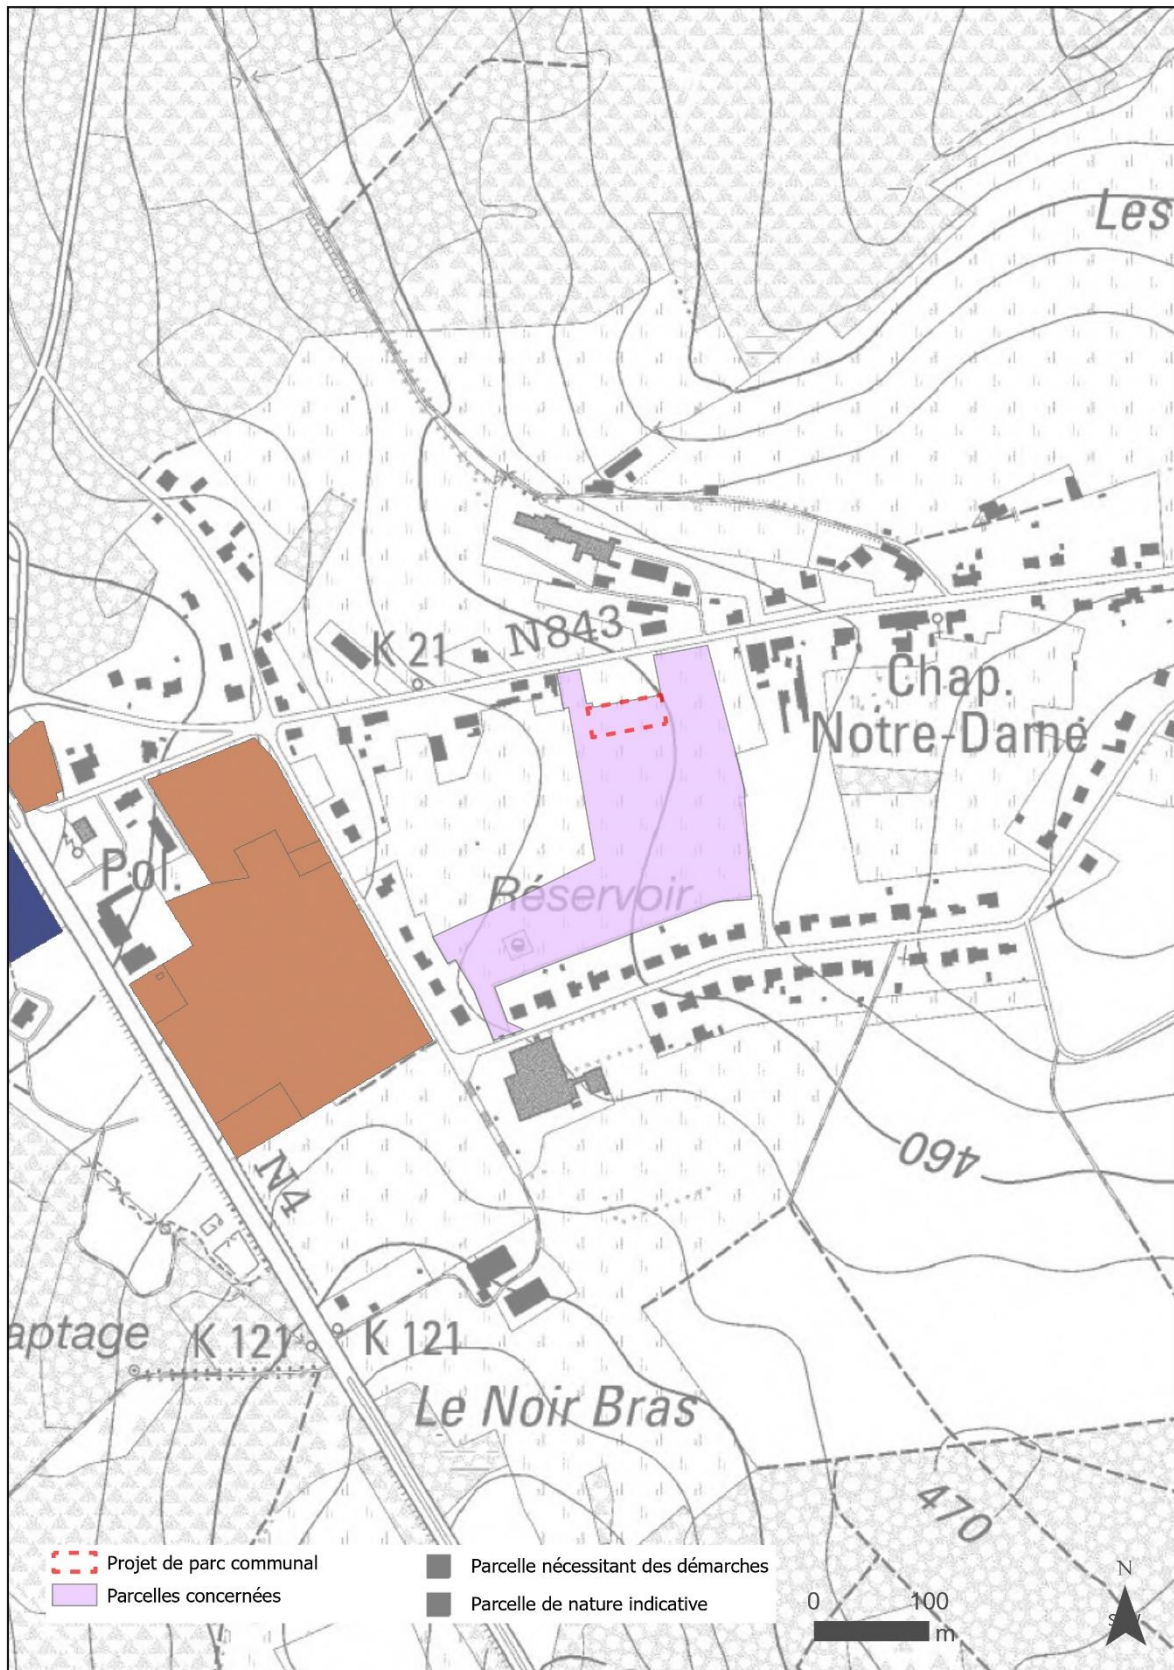 Les
K 21
N843
Chap.
Notre-Dame
Pol.
Réservoir
N4
460
aptage
K 121
K 121
Le Noir Bras
470
Projet de parc communal
Parcelles concernées
Parcelle nécessitant des démarches
Parcelle de nature indicative
0 100
m
N